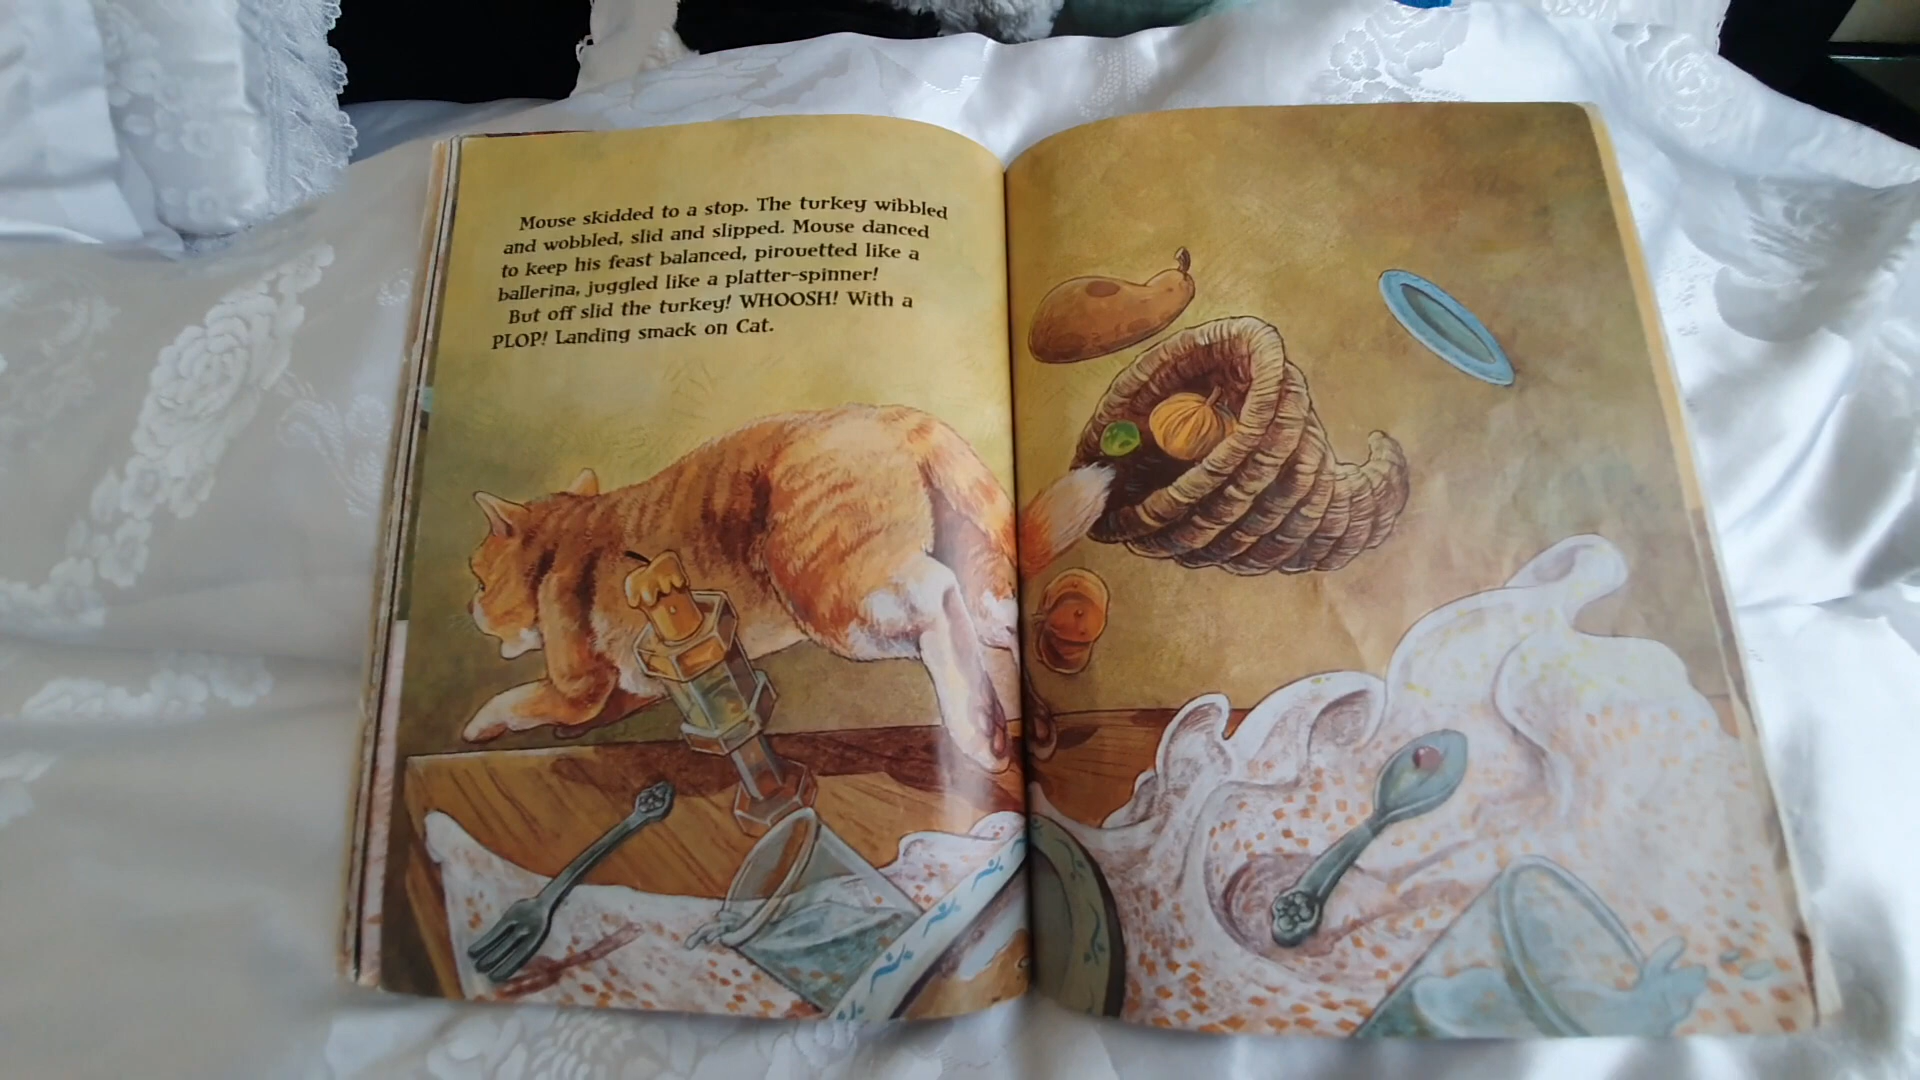 Mouse skidded to a stop. The turkey wibbled
and wobbled, slid and slipped. Mouse danced
to keep his feast balanced, pirouetted like a
ballerina, juggled like a platter-spinner!
But off slid the turkey! WHOOSH! With a
PLOP! Landing smack on Cat.